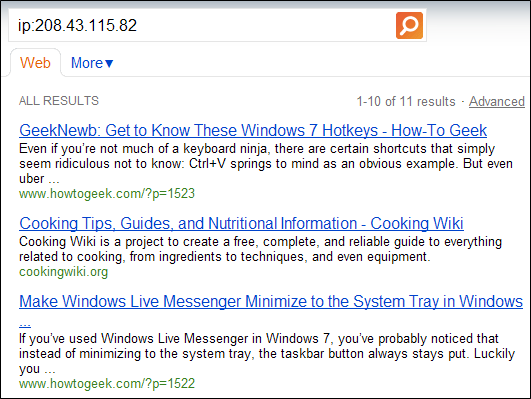 ip:208.43.115.82
Web More▾
ALL RESULTS 1-10 of 11 results · Advanced
GeekNewb: Get to Know These Windows 7 Hotkeys - How-To Geek
Even if you're not much of a keyboard ninja, there are certain shortcuts that simply
seem ridiculous not to know: Ctrl+V springs to mind as an obvious example. But even
uber ...
www.howtogeek.com/?p=1523
Cooking Tips, Guides, and Nutritional Information - Cooking Wiki
Cooking Wiki is a project to create a free, complete, and reliable guide to everything
related to cooking, from ingredients to techniques, and even equipment.
cookingwiki.org
Make Windows Live Messenger Minimize to the System Tray in Windows
...
If you've used Windows Live Messenger in Windows 7, you've probably noticed that
instead of minimizing to the system tray, the taskbar button always stays put. Luckily
you ...
www.howtogeek.com/?p=1522